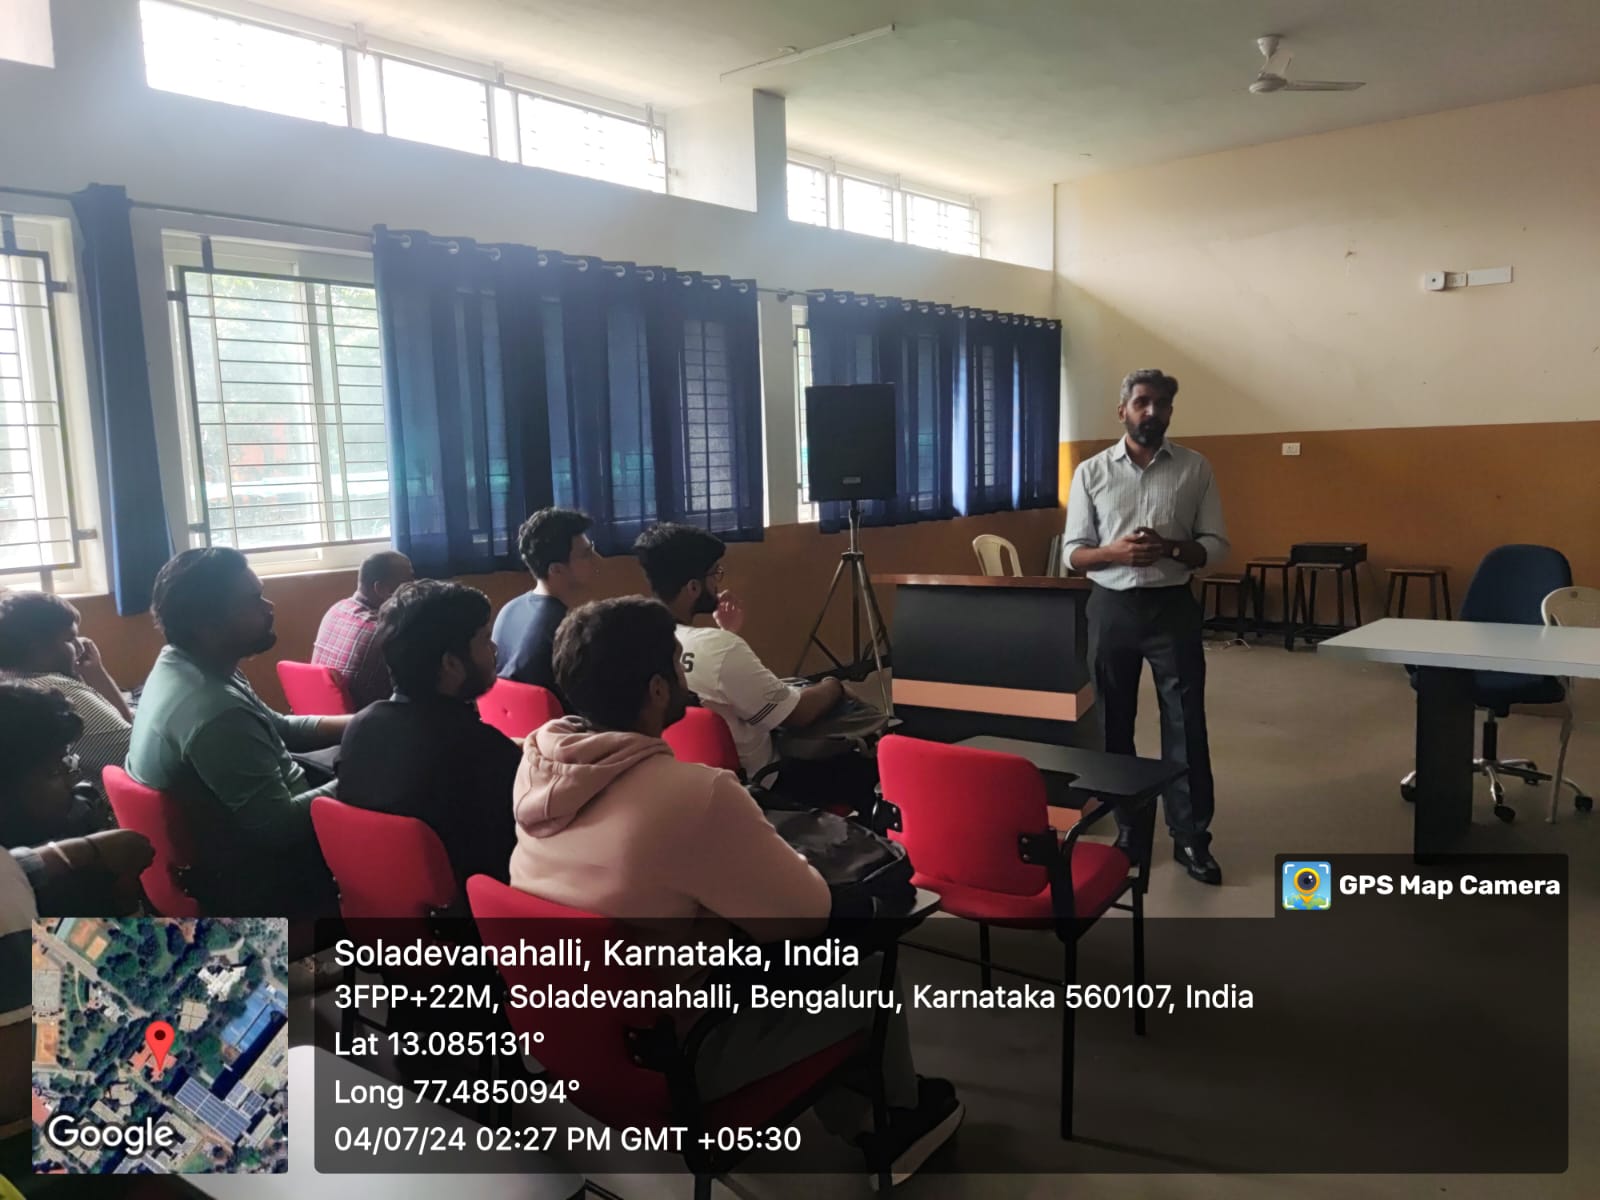 GPS Map Camera
Soladevanahalli, Karnataka, India
3FPP+22M, Soladevanahalli, Bengaluru, Karnataka 560107, India
Lat 13.085131°
Long 77.485094°
04/07/24 02:27 PM GMT +05:30
Google